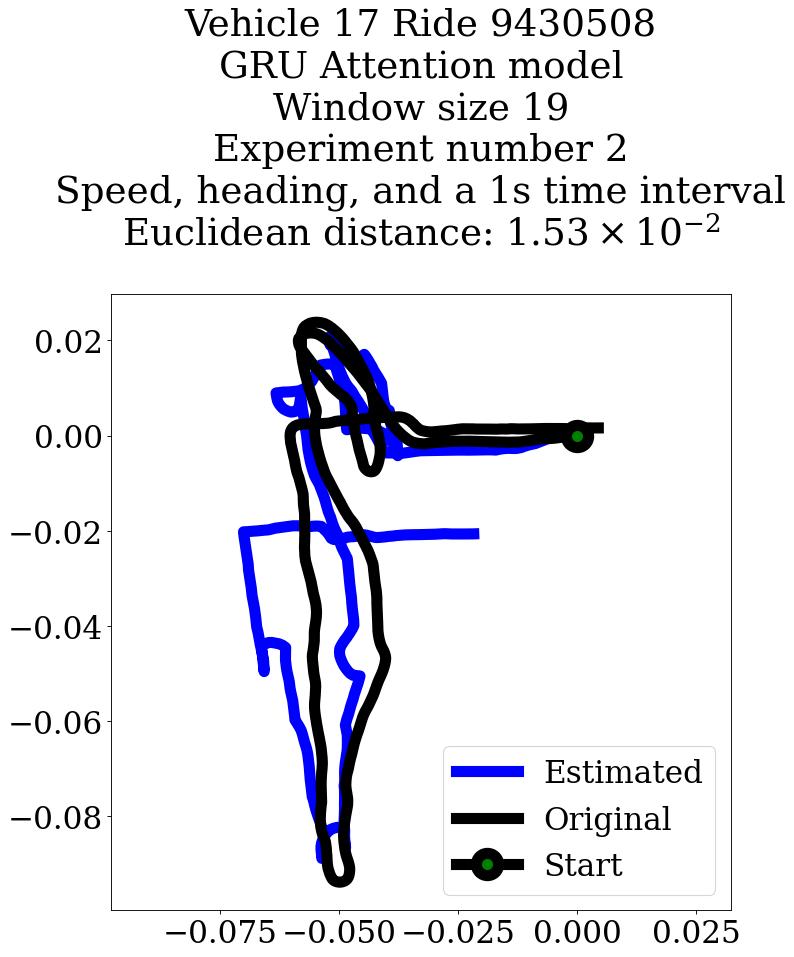 Vehicle 17 Ride 9430508
GRU Attention model
Window size 19
Experiment number 2
Speed, heading, and a 1s time interval
Euclidean distance: 1.53 × 10⁻²
0.02
0.00
−0.02
−0.04
−0.06
−0.08
Estimated
Original
Start
−0.075 −0.050 −0.025 0.000 0.025